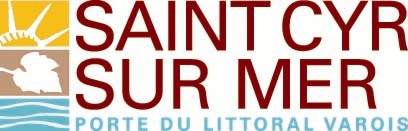 SAINT CYR
SUR MER
PORTE DU LITTORAL VAROIS